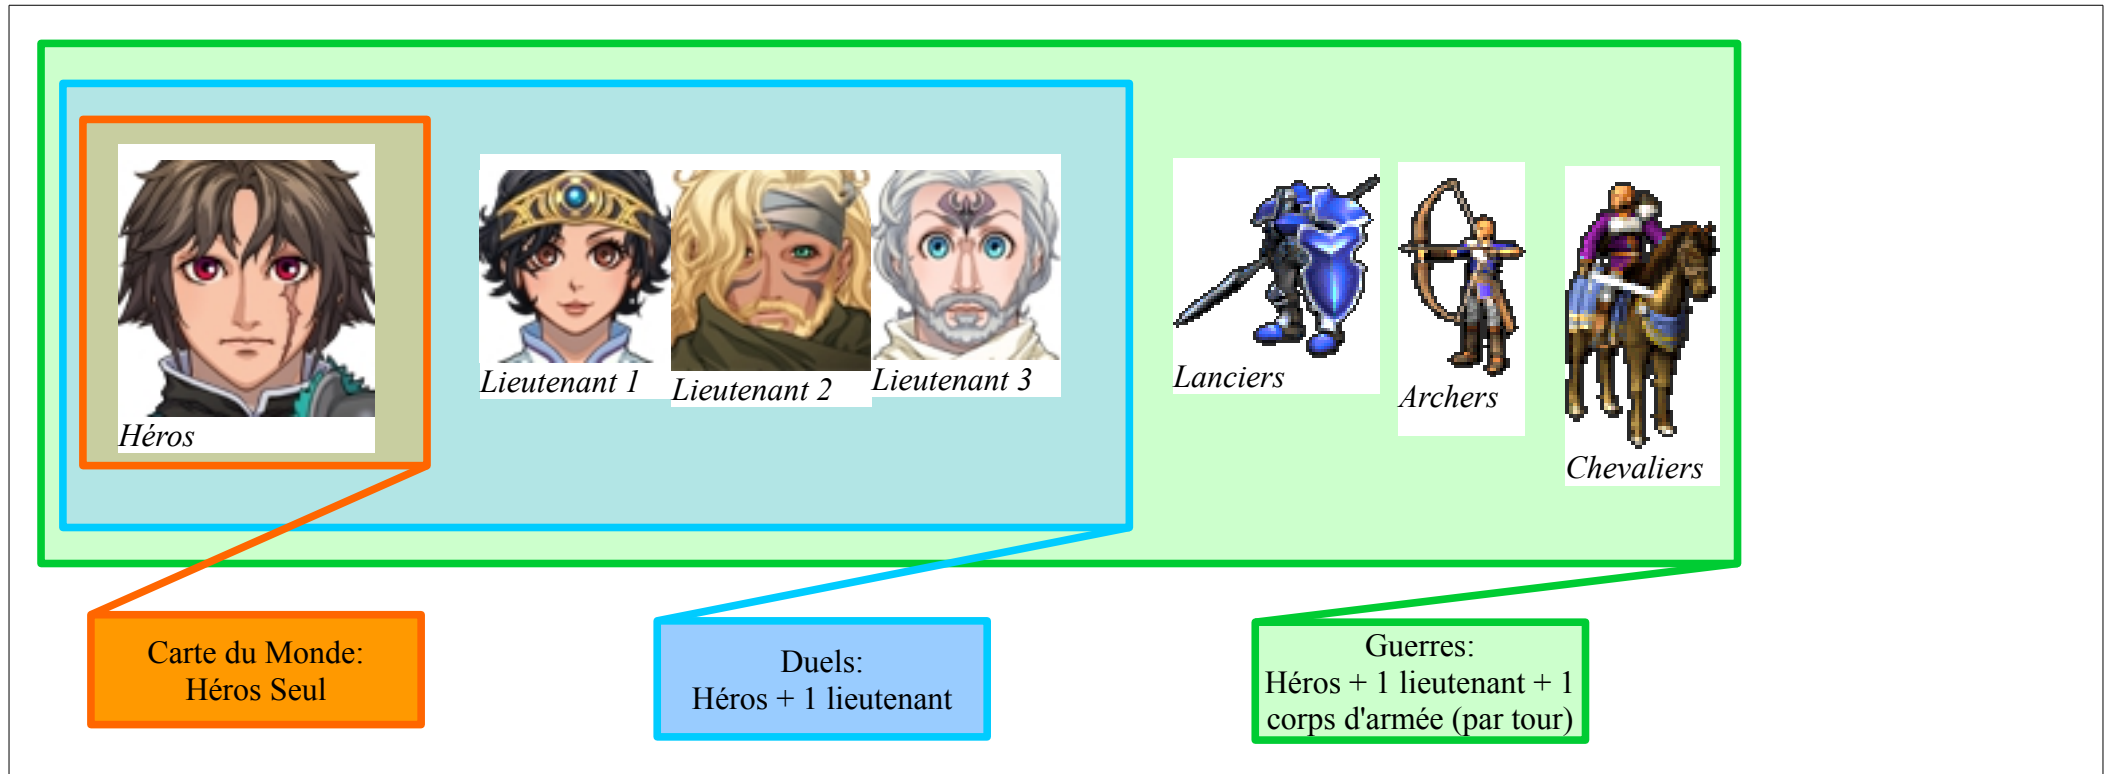 Héros
Lieutenant 1
Lieutenant 2
Lieutenant 3
Lanciers
Archers
Chevaliers
Carte du Monde:
Héros Seul
Duels:
Héros + 1 lieutenant
Guerres:
Héros + 1 lieutenant + 1
corps d'armée (par tour)